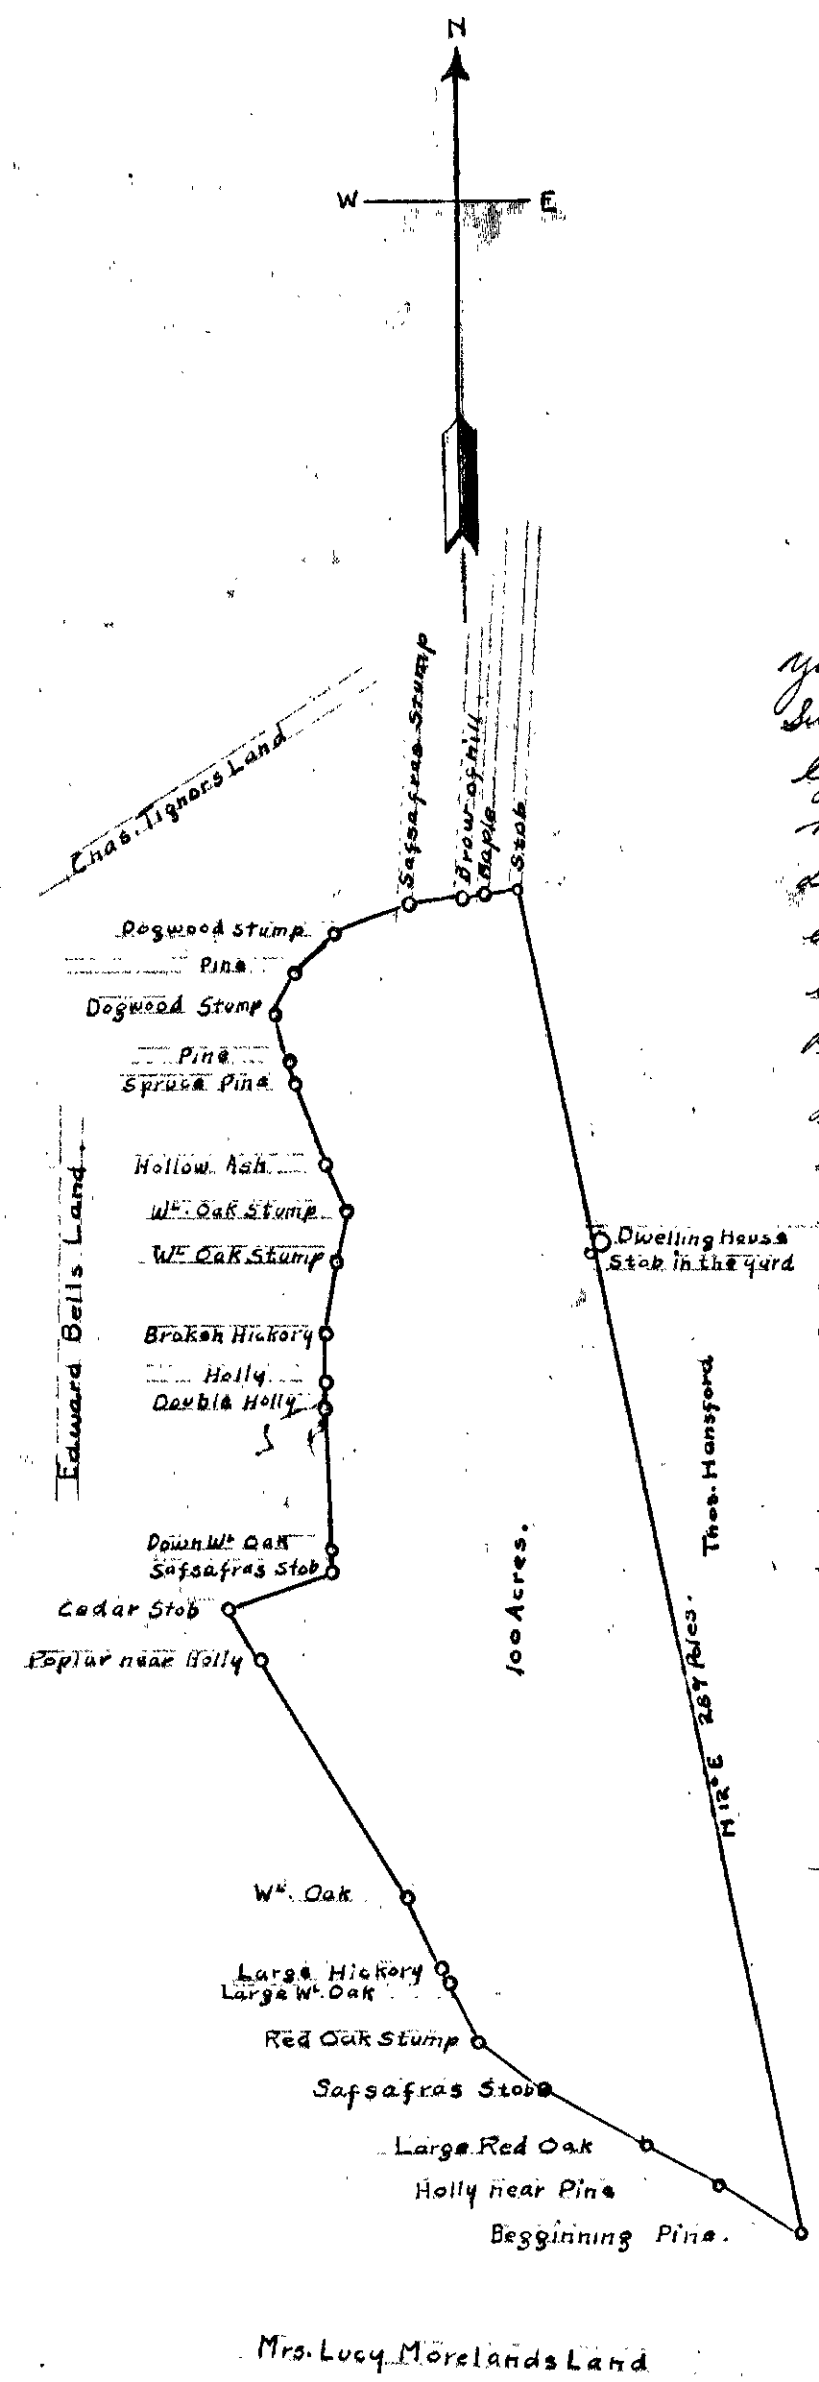 N
W E
Safsafras Stump
Brow of hill
Maple
Stob
Chas. Tignors Land
Dogwood Stump
Pine
Dogwood Stump
Pine
Spruce Pine
Hollow Ash
Wt. Oak Stump
Wt Oak Stump
Broken Hickory
Holly
Double Holly
Edward Bells Land.
Dwelling House
Stob in the yard
Thos. Hansford
Down Wt Oak
Safsafras Stob
Cedar Stob
Poplar near Holly
100 Acres.
N 12° E 287 Poles.
Wt. Oak
Large Hickory
Large Wt. Oak
Red Oak Stump
Safsafras Stob
Large Red Oak
Holly near Pine
Begginning Pine.
Mrs. Lucy Morelands Land